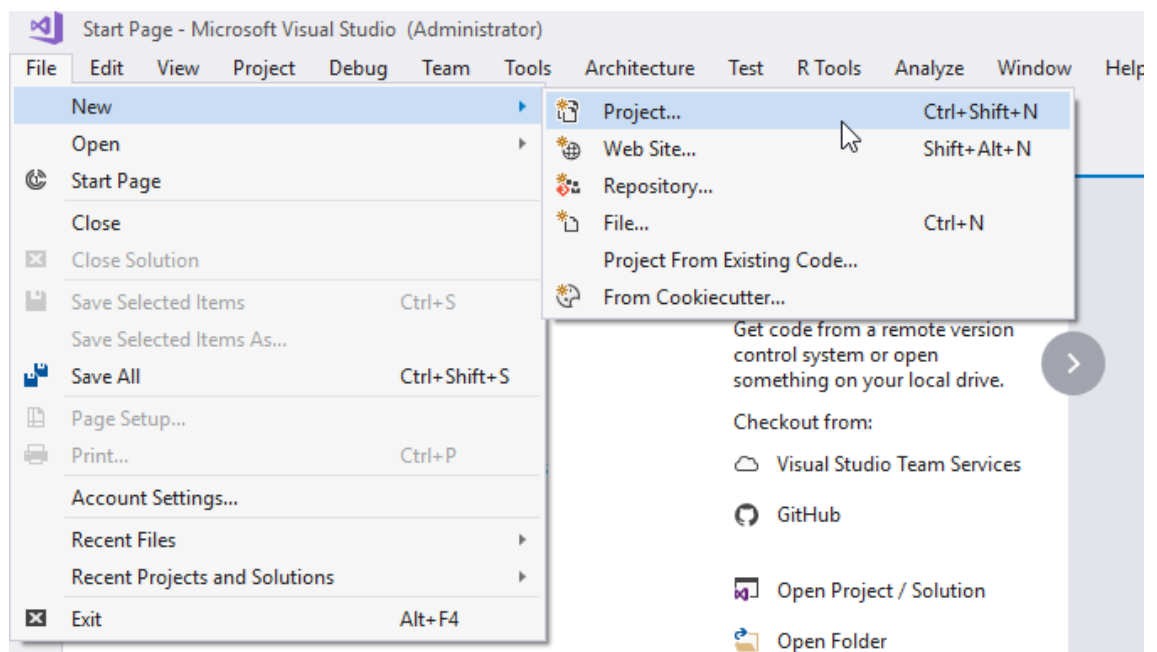 Start Page - Microsoft Visual Studio (Administrator)
File Edit View Project Debug Team Tools Architecture Test R Tools Analyze Window Help
New
Open
Start Page
Close
Close Solution
Save Selected Items Ctrl+S
Save Selected Items As...
Save All Ctrl+Shift+S
Page Setup...
Print... Ctrl+P
Account Settings...
Recent Files
Recent Projects and Solutions
Exit Alt+F4
Project... Ctrl+Shift+N
Web Site... Shift+Alt+N
Repository...
File... Ctrl+N
Project From Existing Code...
From Cookiecutter...
Get code from a remote version
control system or open
something on your local drive.
Checkout from:
Visual Studio Team Services
GitHub
Open Project / Solution
Open Folder